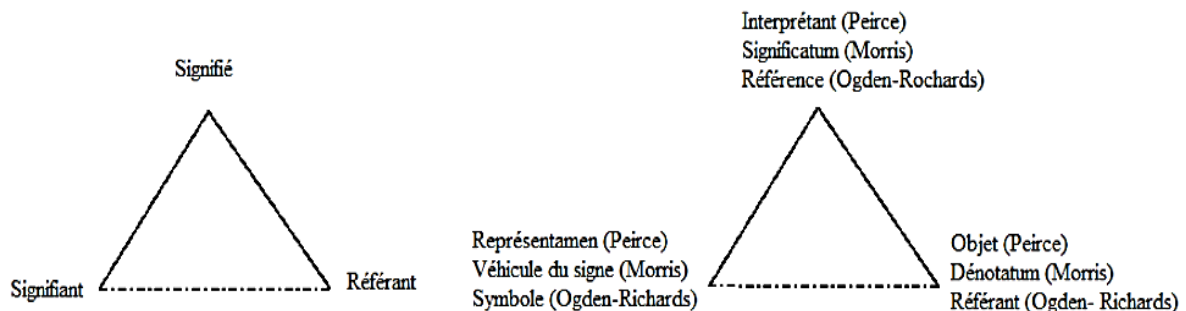 Signifié
Signifiant
Référant
Interprétant (Peirce)
Significatum (Morris)
Référence (Ogden-Rochards)
Représentamen (Peirce)
Véhicule du signe (Morris)
Symbole (Ogden-Richards)
Objet (Peirce)
Dénotatum (Morris)
Référant (Ogden- Richards)